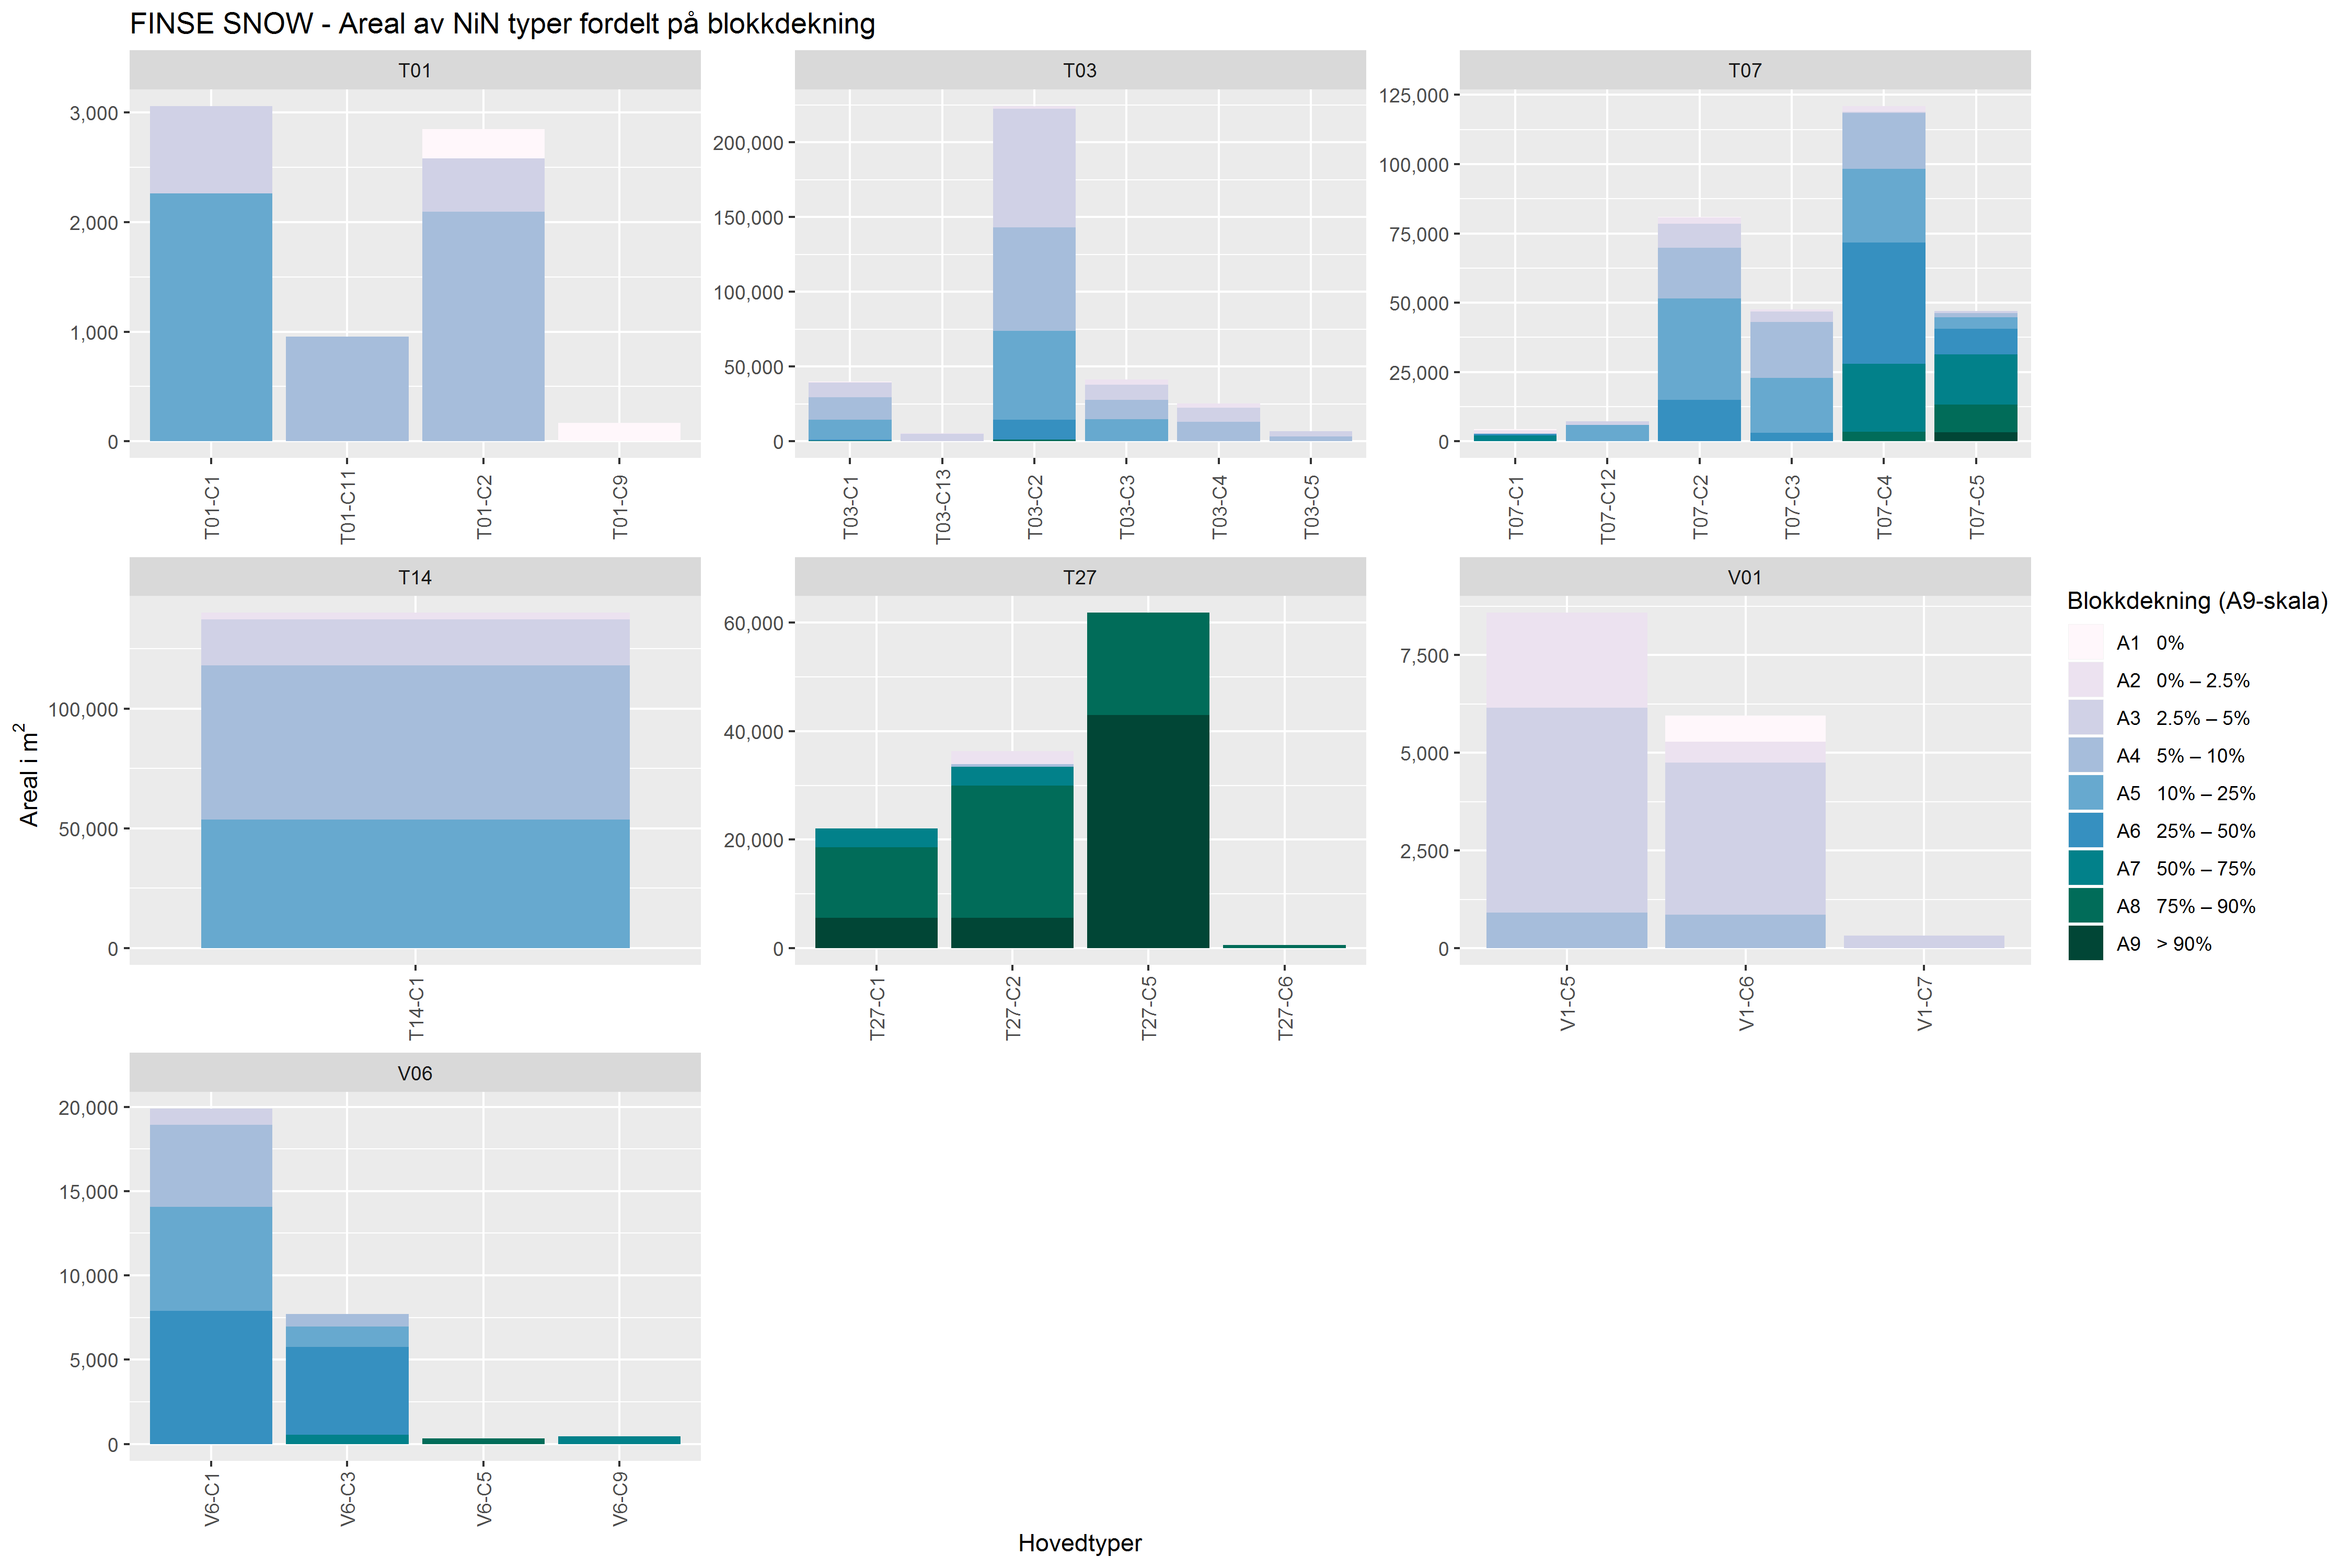 FINSE SNOW - Areal av NiN typer fordelt på blokkdekning
T01
3,000
2,000
1,000
0
T01-C1
T01-C11
T01-C2
T01-C9
T03
200,000
150,000
100,000
50,000
0
T03-C1
T03-C13
T03-C2
T03-C3
T03-C4
T03-C5
T07
125,000
100,000
75,000
50,000
25,000
0
T07-C1
T07-C12
T07-C2
T07-C3
T07-C4
T07-C5
Areal i m²
T14
100,000
50,000
0
T14-C1
T27
60,000
40,000
20,000
0
T27-C1
T27-C2
T27-C5
T27-C6
V01
7,500
5,000
2,500
0
V1-C5
V1-C6
V1-C7
Blokkdekning (A9-skala)
A1 0%
A2 0% – 2.5%
A3 2.5% – 5%
A4 5% – 10%
A5 10% – 25%
A6 25% – 50%
A7 50% – 75%
A8 75% – 90%
A9 > 90%
V06
20,000
15,000
10,000
5,000
0
V6-C1
V6-C3
V6-C5
V6-C9
Hovedtyper